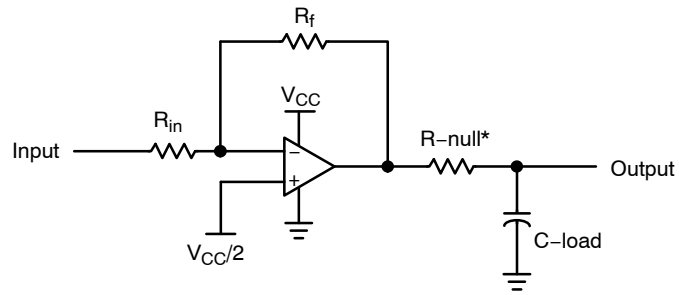 R_f
V_CC
R_in
R−null*
Input
−
+
Output
V_CC/2
C−load